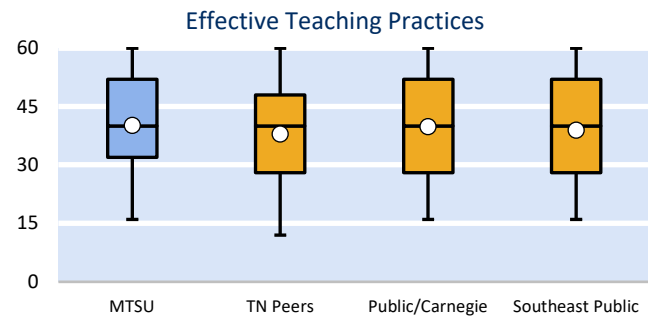 Effective Teaching Practices
60
45
30
15
0
MTSU TN Peers Public/Carnegie Southeast Public